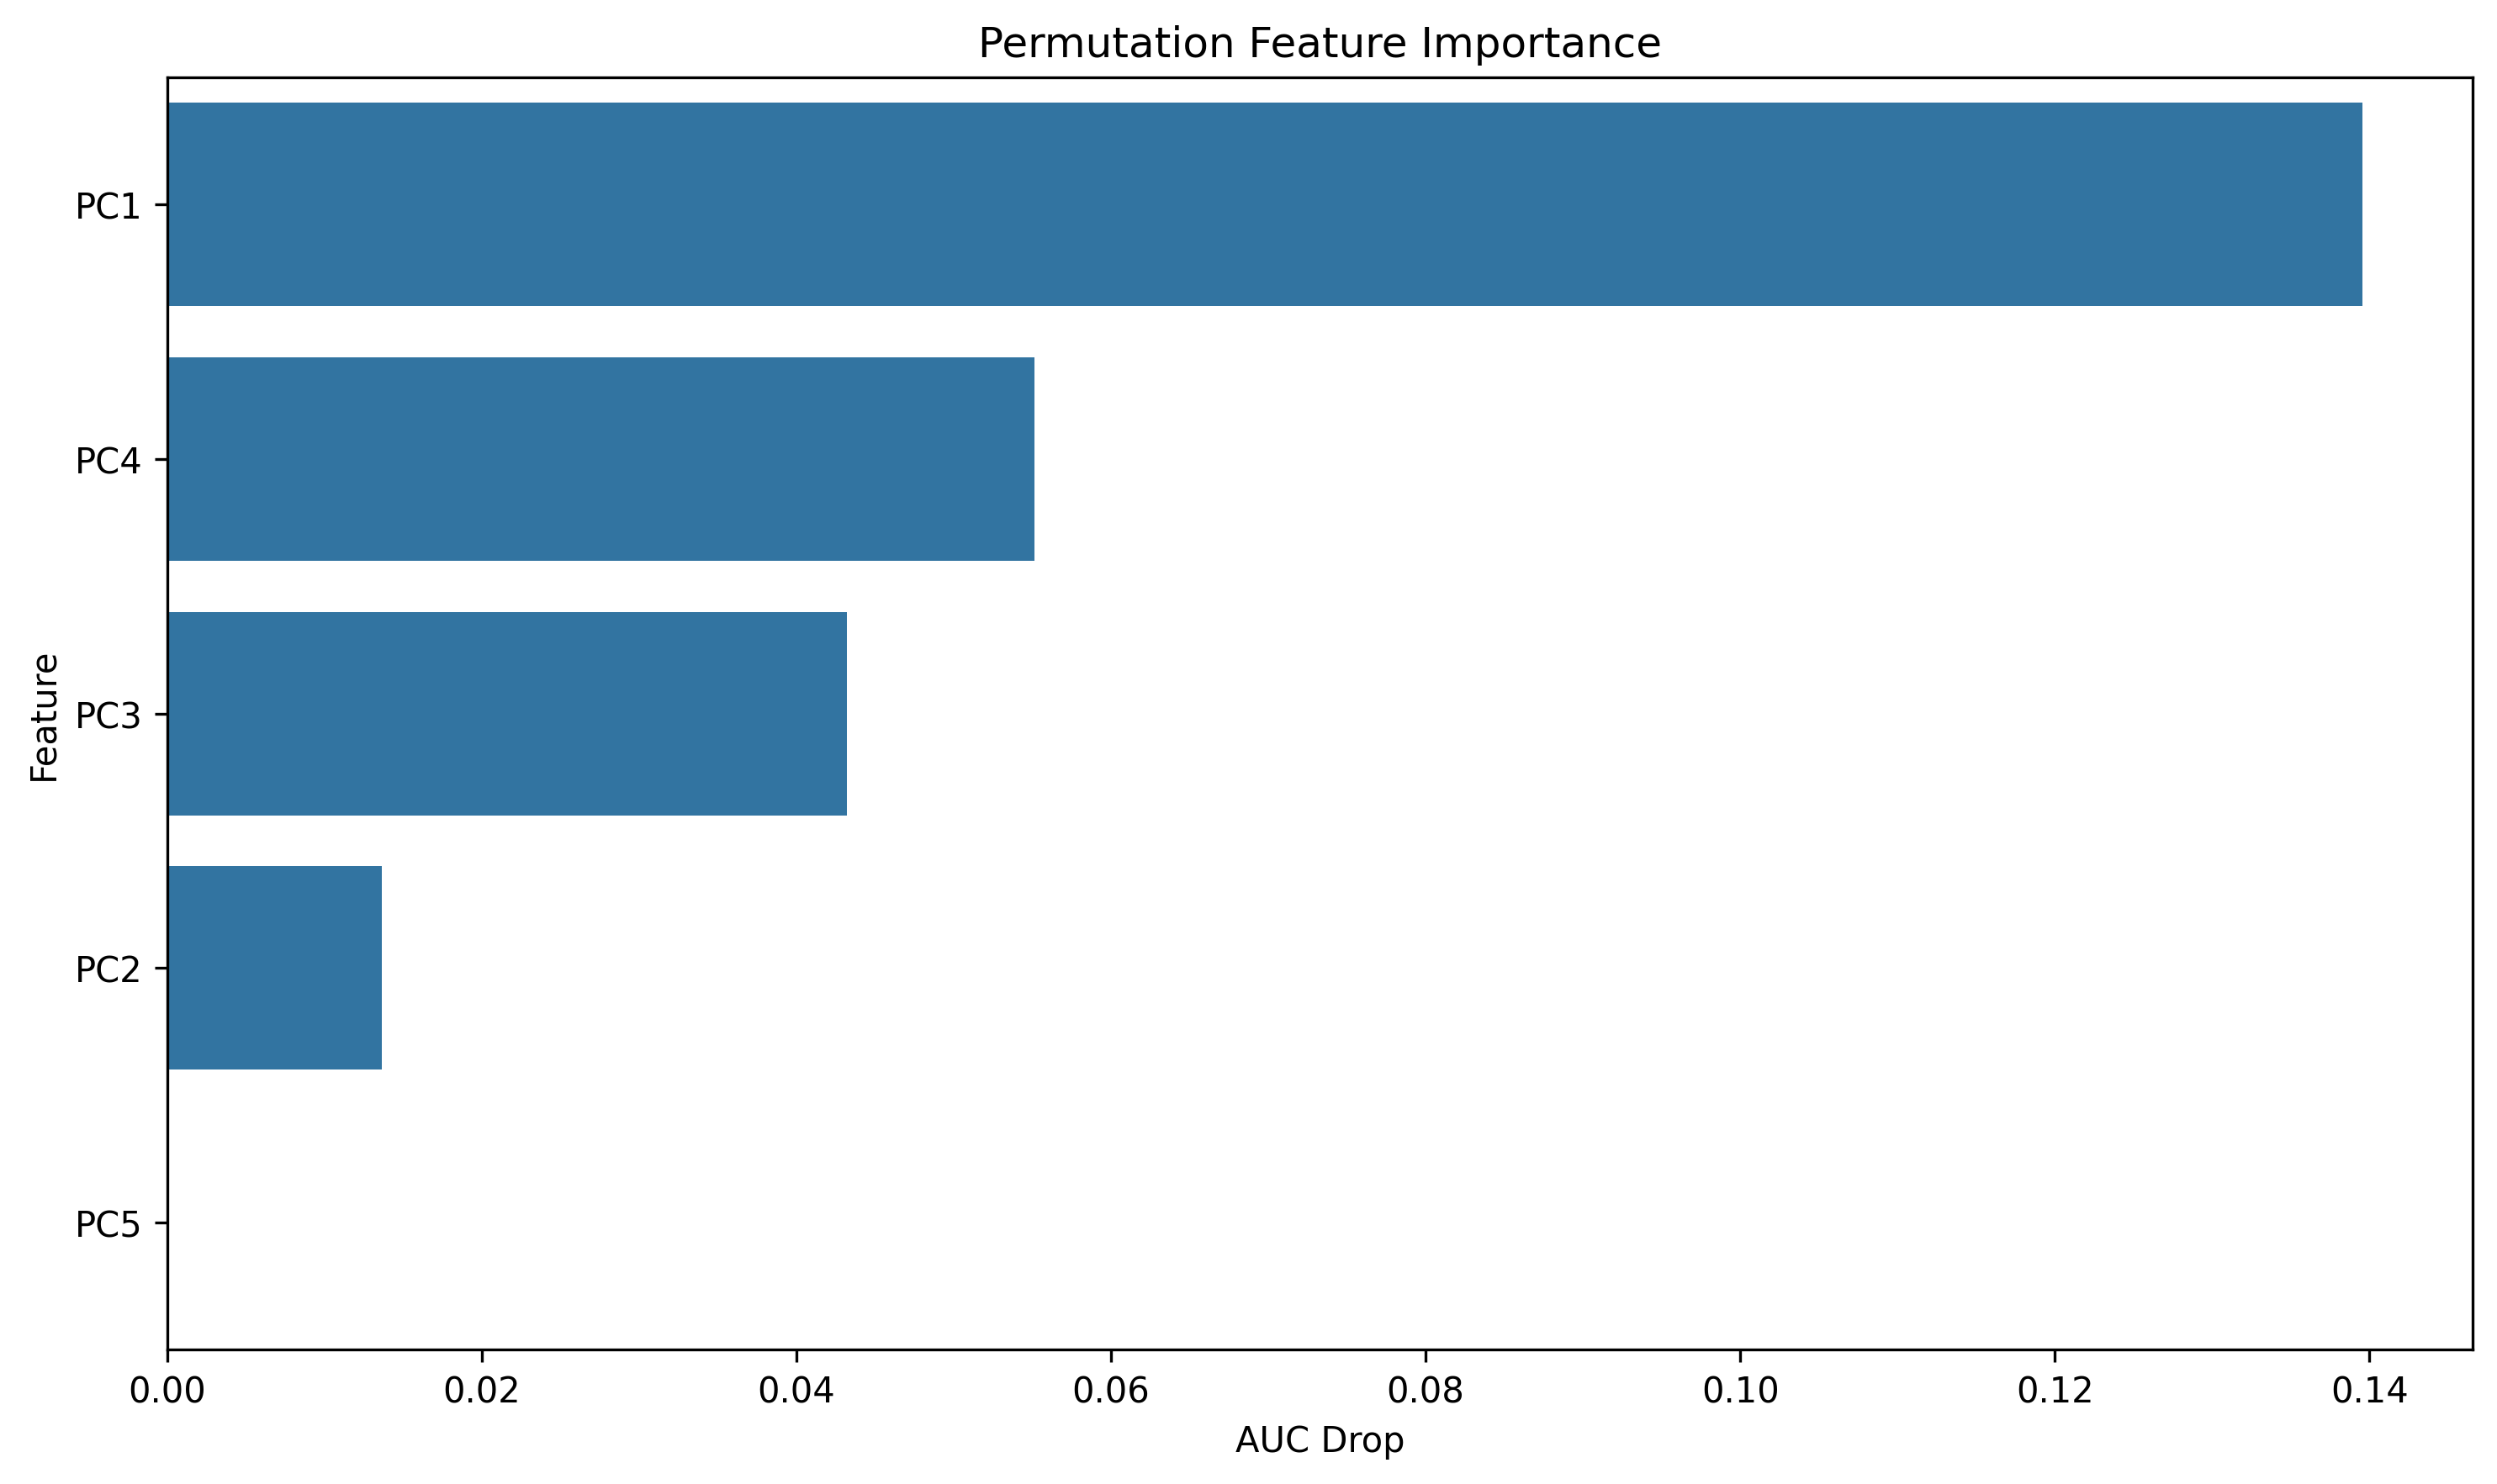 Permutation Feature Importance
PC1
PC4
PC3
PC2
PC5
Feature
0.00 0.02 0.04 0.06 0.08 0.10 0.12 0.14
AUC Drop